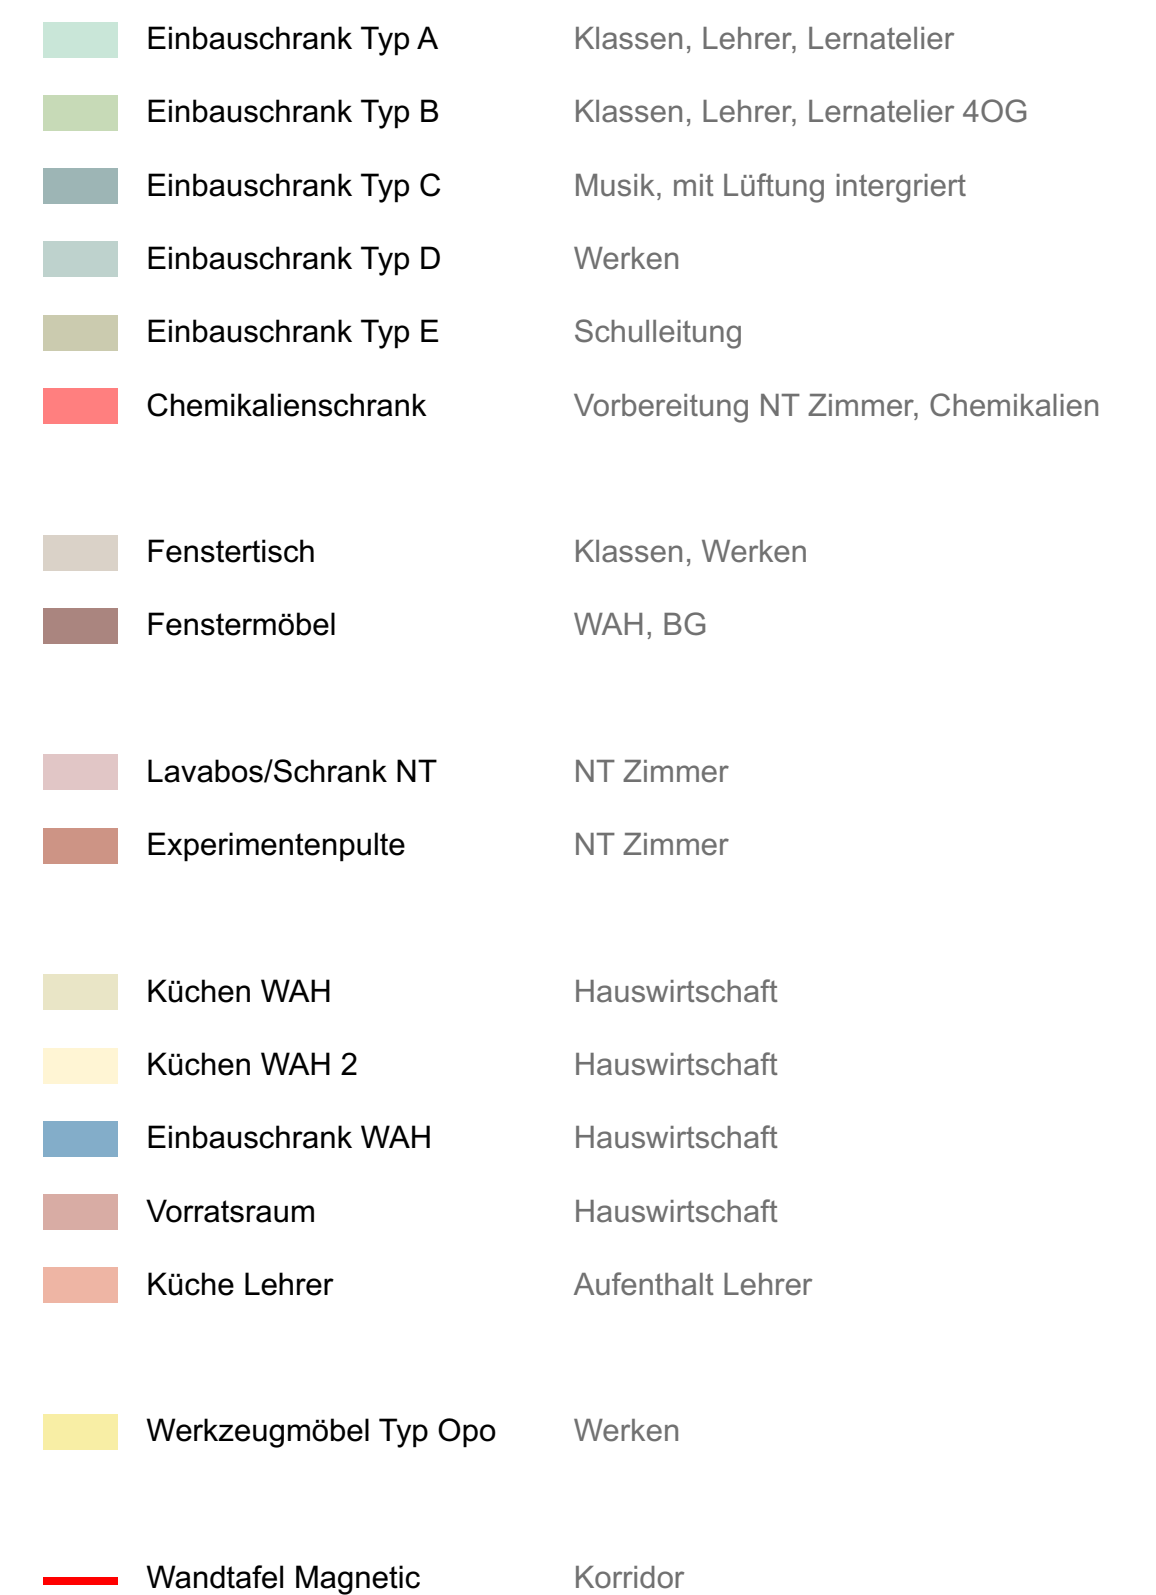 Einbauschrank Typ A Klassen, Lehrer, Lernatelier
Einbauschrank Typ B Klassen, Lehrer, Lernatelier 4OG
Einbauschrank Typ C Musik, mit Lüftung intergriert
Einbauschrank Typ D Werken
Einbauschrank Typ E Schulleitung
Chemikalienschrank Vorbereitung NT Zimmer, Chemikalien
Fenstertisch Klassen, Werken
Fenstermöbel WAH, BG
Lavabos/Schrank NT NT Zimmer
Experimentenpulte NT Zimmer
Küchen WAH Hauswirtschaft
Küchen WAH 2 Hauswirtschaft
Einbauschrank WAH Hauswirtschaft
Vorratsraum Hauswirtschaft
Küche Lehrer Aufenthalt Lehrer
Werkzeugmöbel Typ Opo Werken
Wandtafel Magnetic Korridor